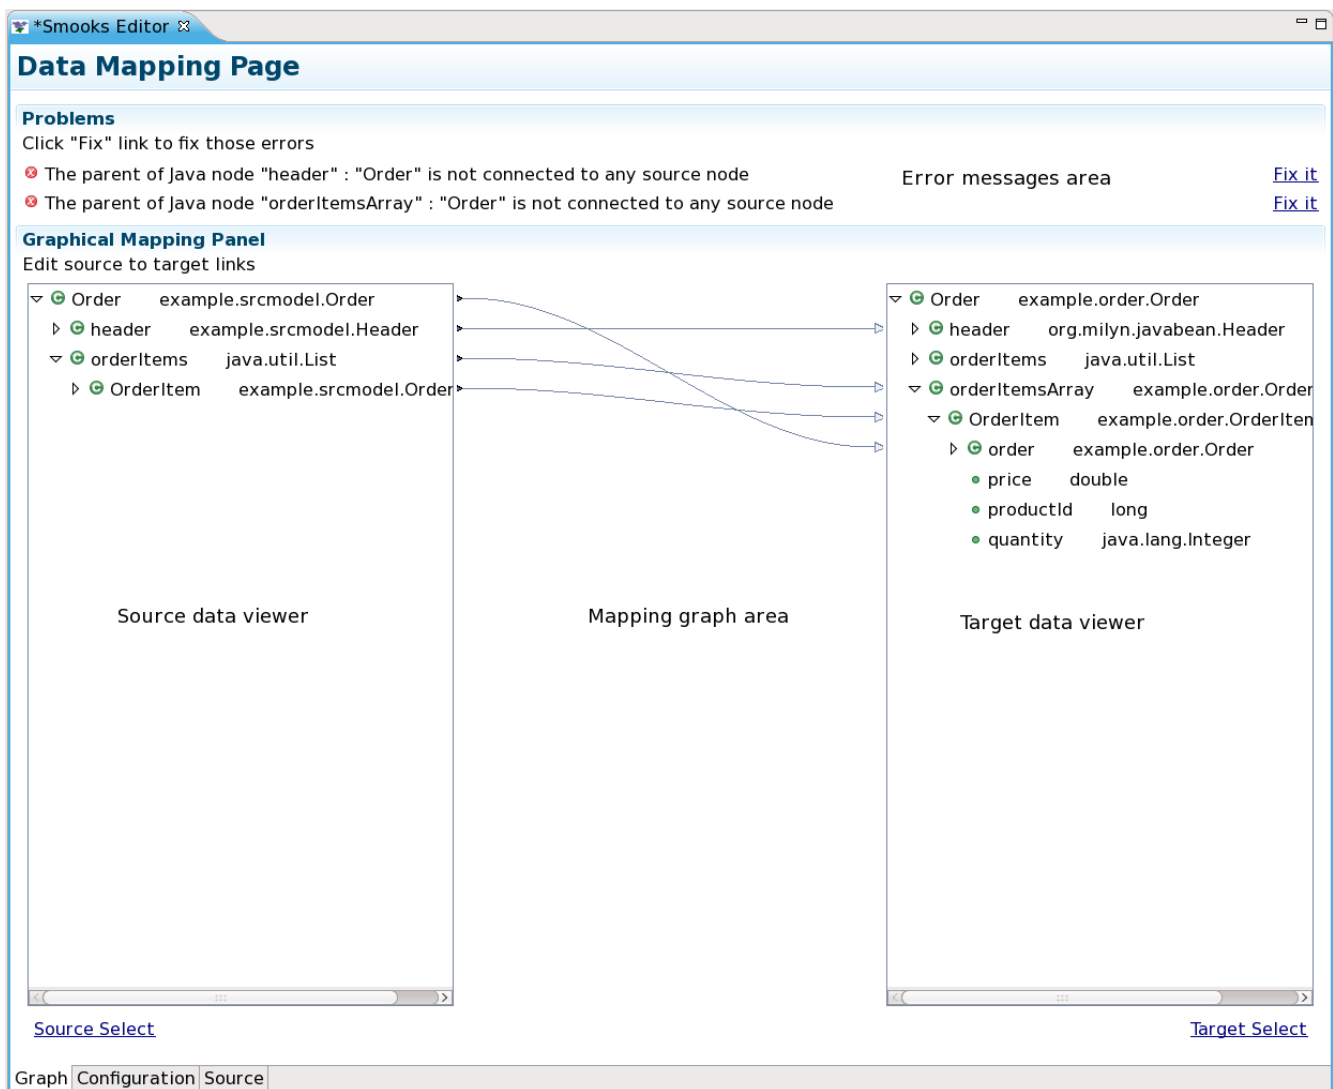 *Smooks Editor
Data Mapping Page
Problems
Click "Fix" link to fix those errors
The parent of Java node "header" : "Order" is not connected to any source node
Error messages area
Fix it
The parent of Java node "orderItemsArray" : "Order" is not connected to any source node
Fix it
Graphical Mapping Panel
Edit source to target links
Order example.srcmodel.Order
header example.srcmodel.Header
orderItems java.util.List
OrderItem example.srcmodel.Order
Source data viewer
Mapping graph area
Order example.order.Order
header org.milyn.javabean.Header
orderItems java.util.List
orderItemsArray example.order.Order
OrderItem example.order.OrderIten
order example.order.Order
price double
productId long
quantity java.lang.Integer
Target data viewer
Source Select
Target Select
Graph Configuration Source